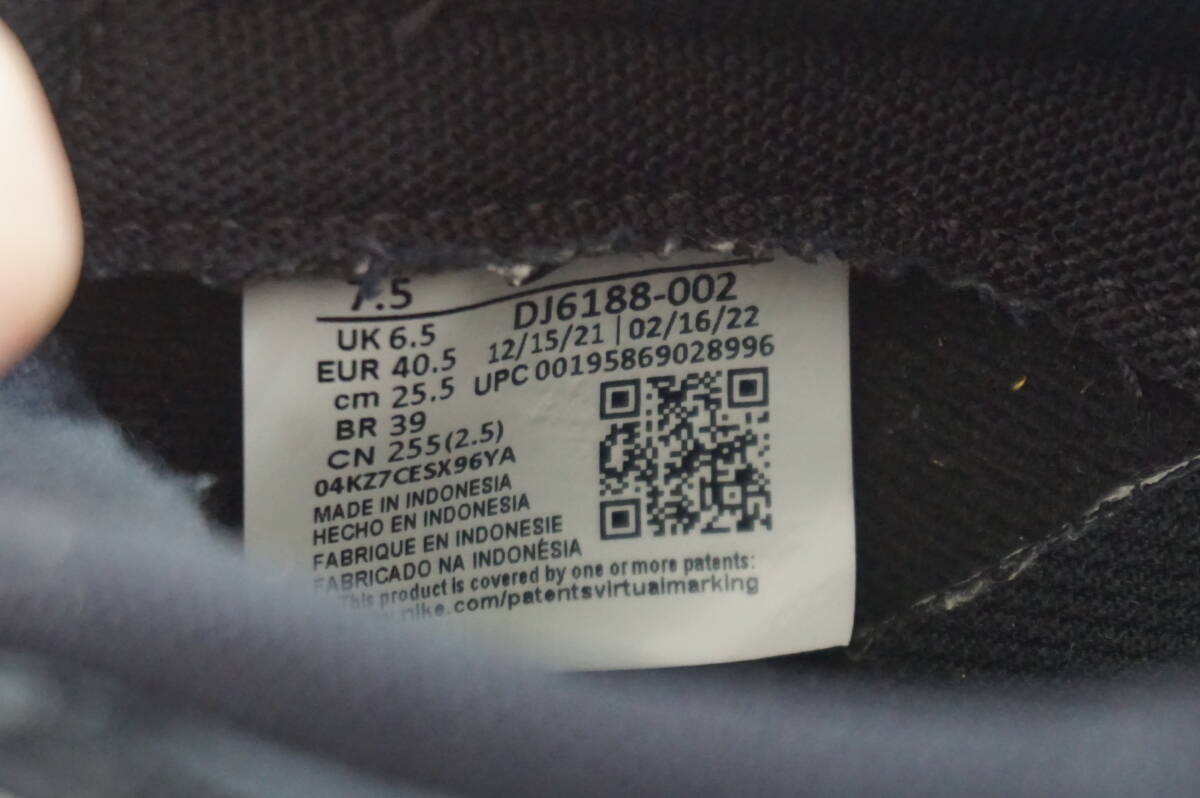 7.5
UK 6.5
EUR 40.5
cm 25.5
BR 39
CN 255(2.5)
DJ6188-002
12/15/21 | 02/16/22
UPC 00195869028996
04KZ7CESX96YA
MADE IN INDONESIA
HECHO EN INDONESIA
FABRIQUE EN INDONESIE
FABRICADO NA INDONÉSIA
This product is covered by one or more patents:
www.nike.com/patentsvirtualmarking